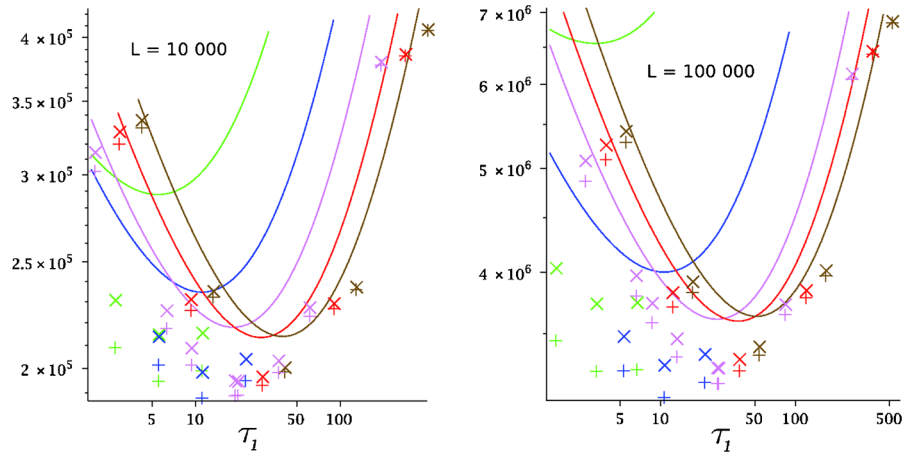 4 × 10⁵
3.5 × 10⁵
3 × 10⁵
2.5 × 10⁵
2 × 10⁵
L = 10 000
5 10 50 100
τ₁
7 × 10⁶
6 × 10⁶
5 × 10⁶
4 × 10⁶
L = 100 000
5 10 50 100 500
τ₁